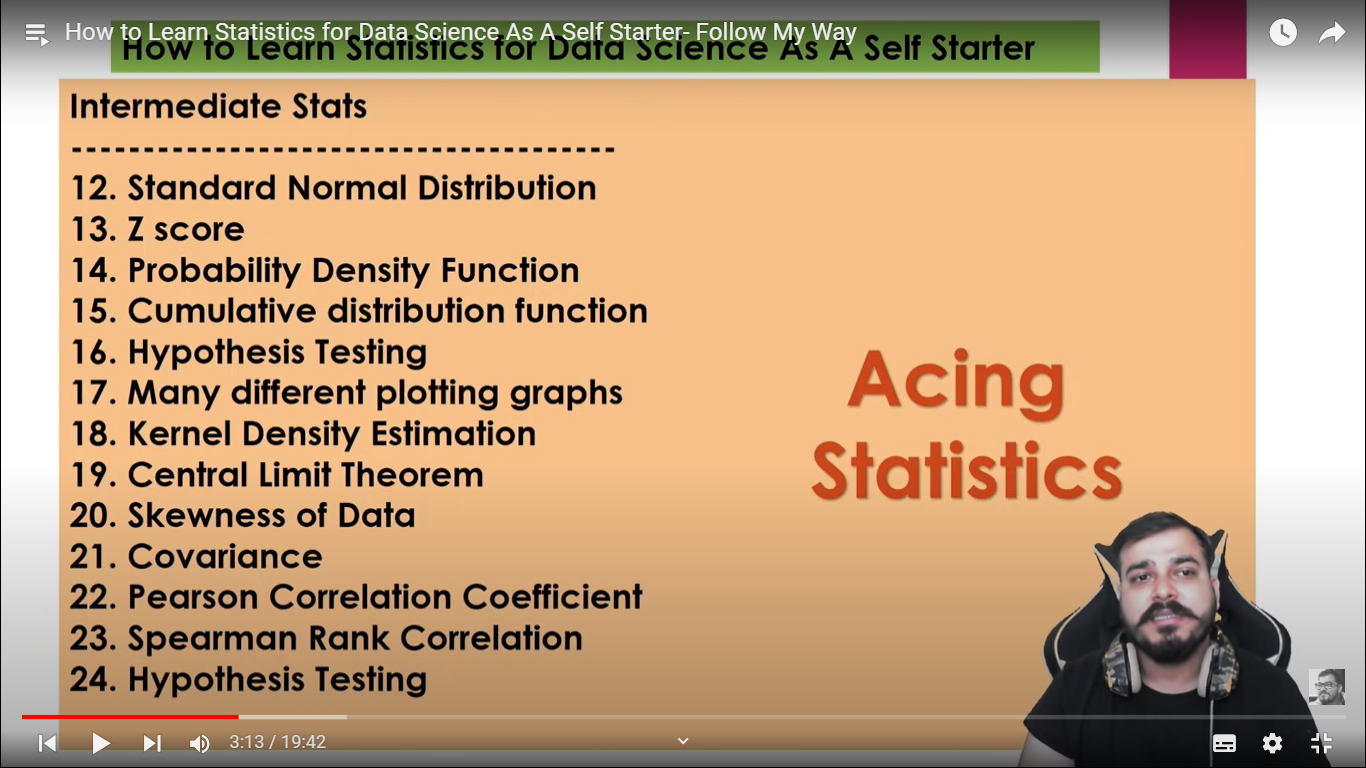 How to Learn Statistics for Data Science As A Self Starter- Follow My Way
How to Learn Statistics for Data Science As A Self Starter
Intermediate Stats
--------------------------------------
12. Standard Normal Distribution
13. Z score
14. Probability Density Function
15. Cumulative distribution function
16. Hypothesis Testing
17. Many different plotting graphs
18. Kernel Density Estimation
19. Central Limit Theorem
20. Skewness of Data
21. Covariance
22. Pearson Correlation Coefficient
23. Spearman Rank Correlation
24. Hypothesis Testing
Acing
Statistics
3:13 / 19:42